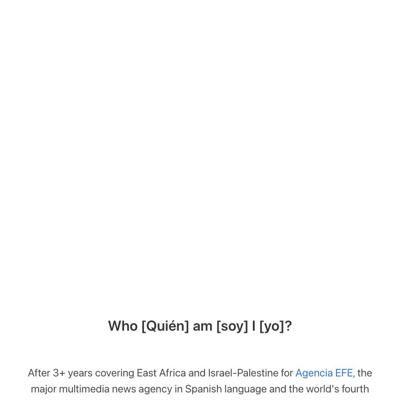 Who [Quién] am [soy] I [yo]?
After 3+ years covering East Africa and Israel-Palestine for Agencia EFE, the
major multimedia news agency in Spanish language and the world's fourth